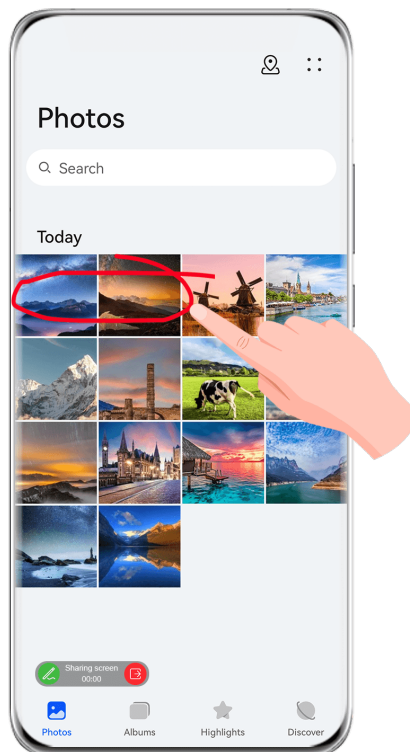 Photos
Search
Today
Sharing screen
00:00
Photos
Albums
Highlights
Discover